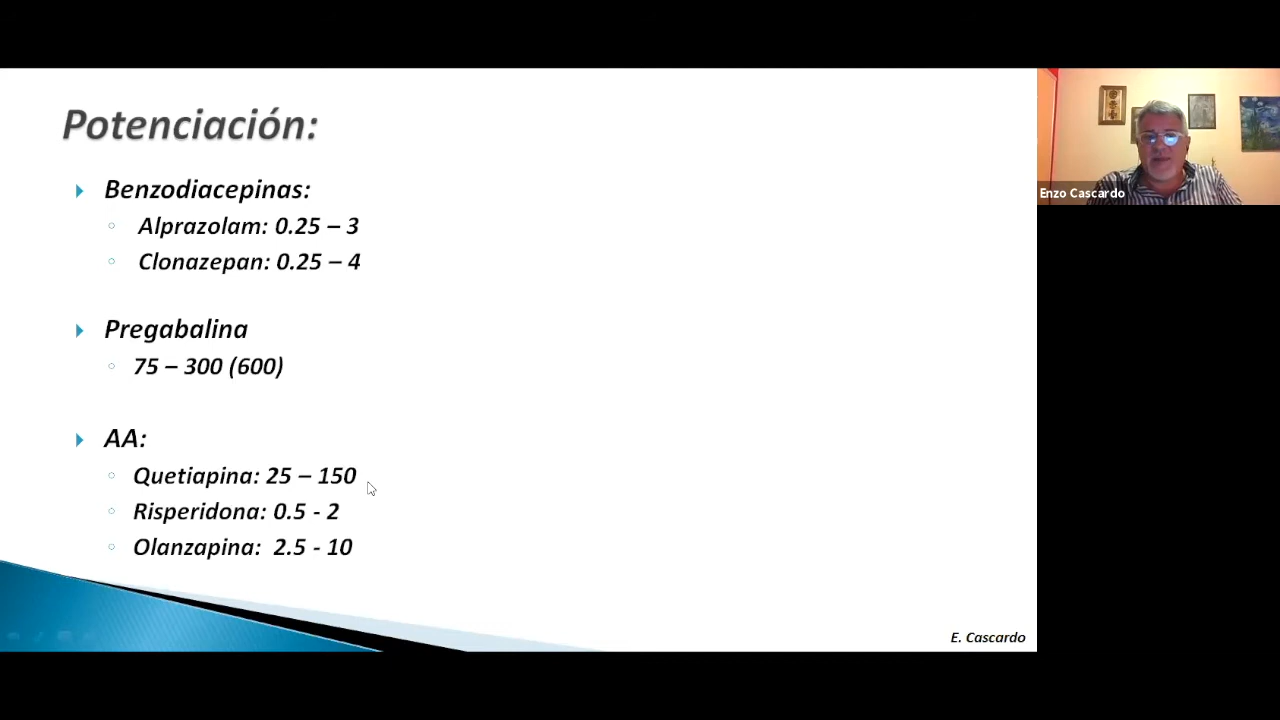 Potenciación:
Benzodiacepinas:
Alprazolam: 0.25 – 3
Clonazepan: 0.25 – 4
Pregabalina
75 – 300 (600)
AA:
Quetiapina: 25 – 150
Risperidona: 0.5 - 2
Olanzapina: 2.5 - 10
E. Cascardo
Enzo Cascardo